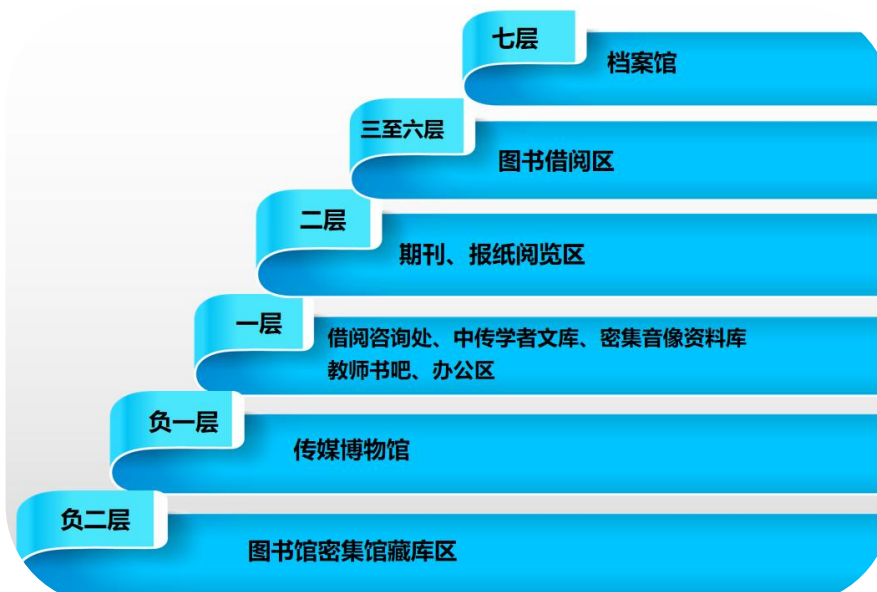 七层
档案馆
三至六层
图书借阅区
二层
期刊、报纸阅览区
一层
借阅咨询处、中传学者文库、密集音像资料库
教师书吧、办公区
负一层
传媒博物馆
负二层
图书馆密集馆藏库区